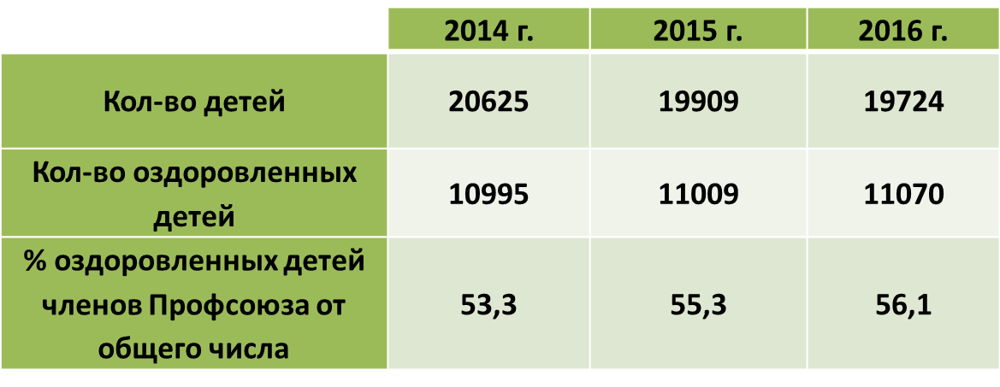 2014 г. 2015 г. 2016 г.
Кол-во детей 20625 19909 19724
Кол-во оздоровленных
детей 10995 11009 11070
% оздоровленных детей
членов Профсоюза от
общего числа 53,3 55,3 56,1